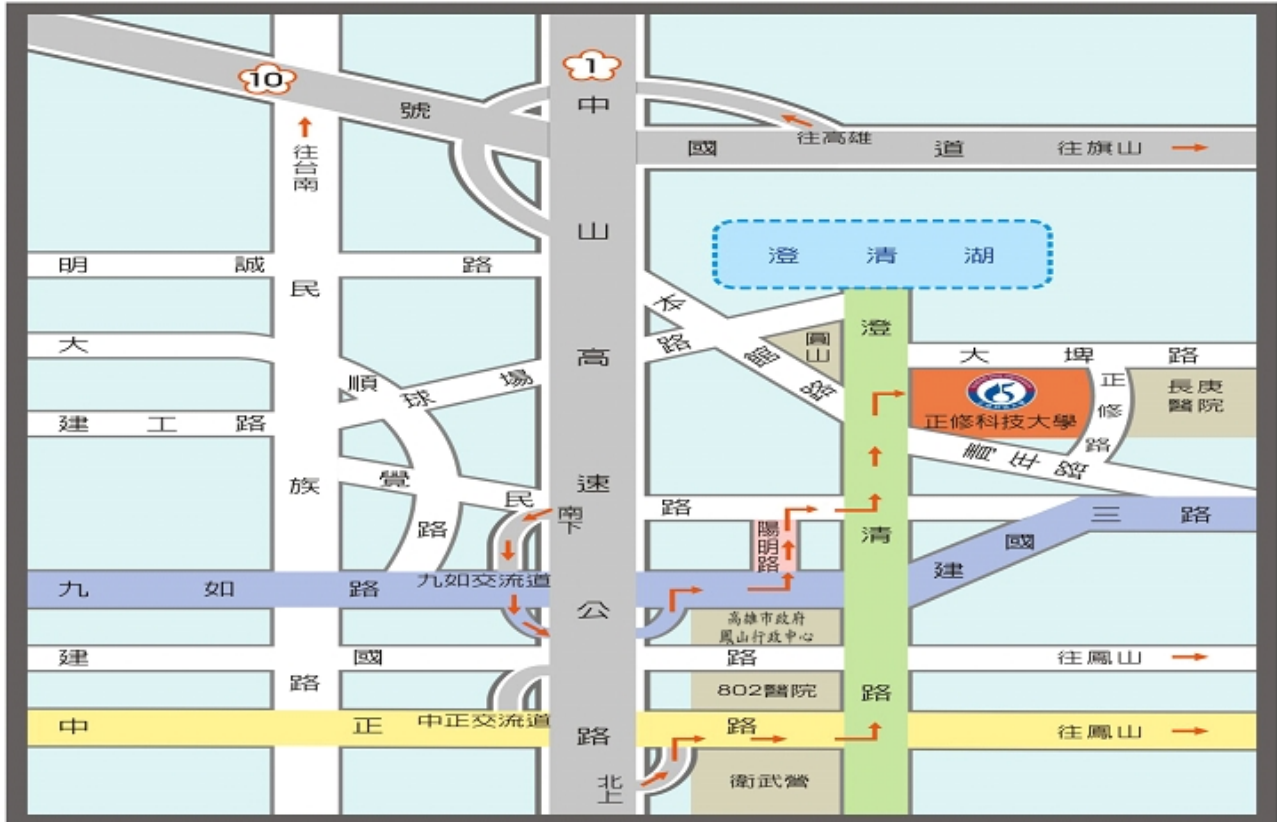 10
1
號
往台南
國道
往高雄
往旗山
中山高速公路
明誠路
民族路
澄清湖
本館路
大順路
球場路
圓山
澄清路
大埤路
正修科技大學
正修路
長庚
醫院
建工路
覺民路
南下
青年路
陽明路
建國三路
九如路
九如交流道
高雄市政府
鳳山行政中心
建國路
往鳳山
802醫院
中正路
中正交流道
往鳳山
北上
衛武營